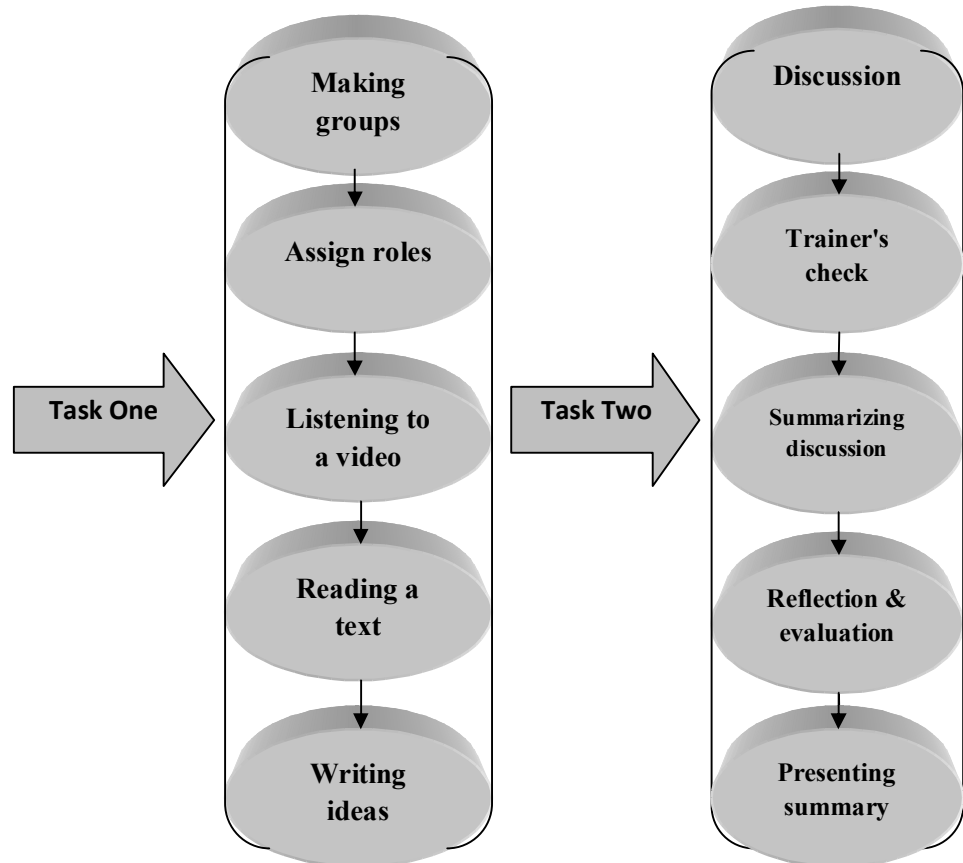 Task One
Making
groups
Assign roles
Listening to
a video
Reading a
text
Writing
ideas
Task Two
Discussion
Trainer's
check
Summarizing
discussion
Reflection &
evaluation
Presenting
summary